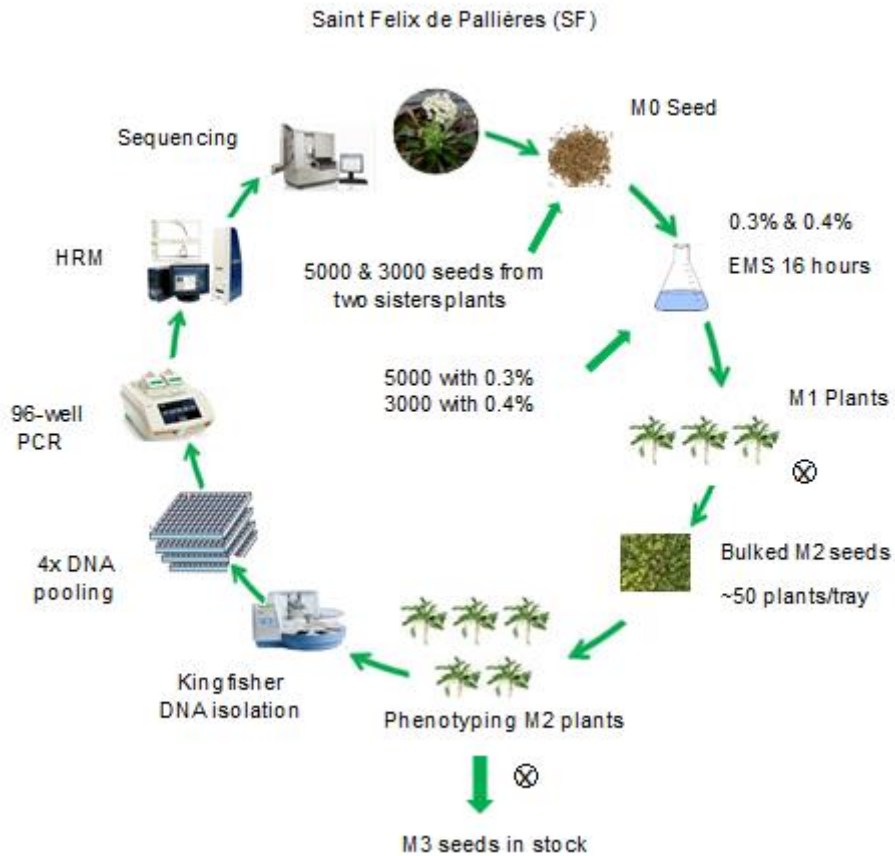 Saint Felix de Pallières (SF)
M0 Seed
Sequencing
0.3% & 0.4%
EMS 16 hours
HRM
5000 & 3000 seeds from
two sistersplants
5000 with 0.3%
3000 with 0.4%
M1 Plants
96-well
PCR
Bulked M2 seeds
~50 plants/tray
4x DNA
pooling
Kingfisher
DNA isolation
Phenotyping M2 plants
M3 seeds in stock